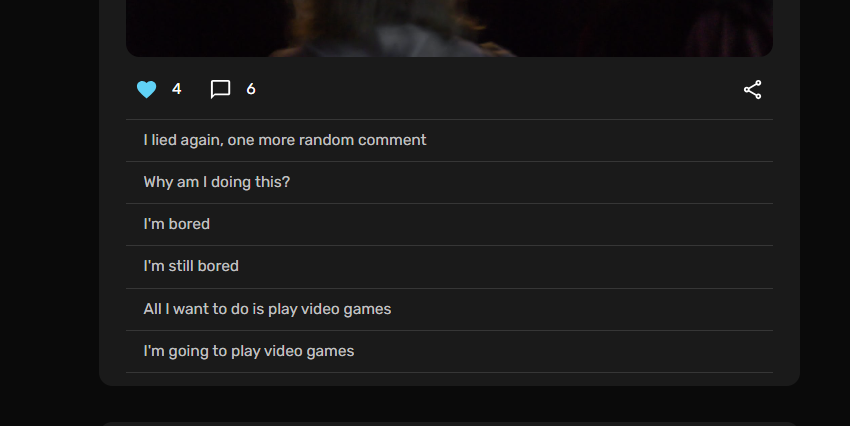 4 6
I lied again, one more random comment
Why am I doing this?
I'm bored
I'm still bored
All I want to do is play video games
I'm going to play video games